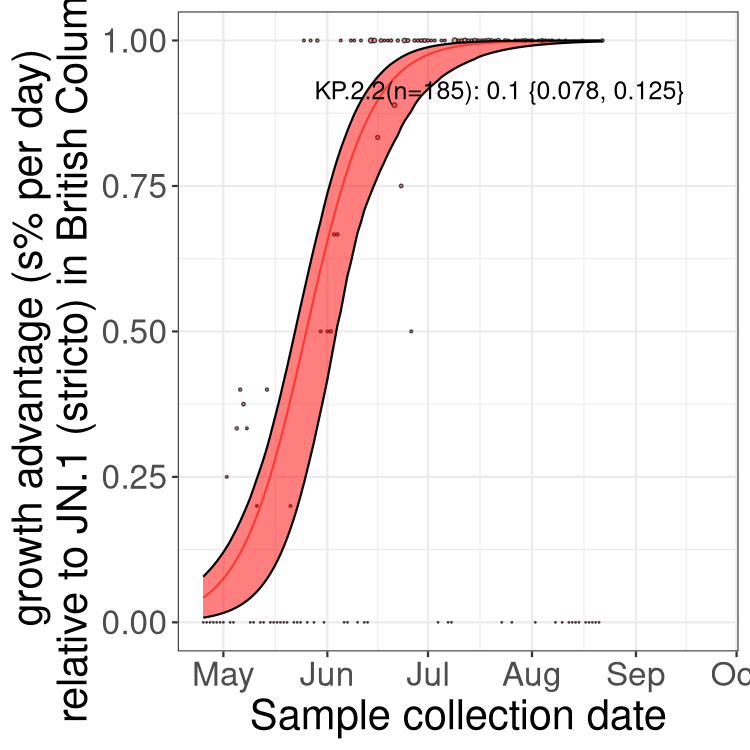 growth advantage (s% per day)
relative to JN.1 (stricto) in British Colum
1.00
0.75
0.50
0.25
0.00
KP.2.2(n=185): 0.1 {0.078, 0.125}
May Jun Jul Aug Sep Oc
Sample collection date